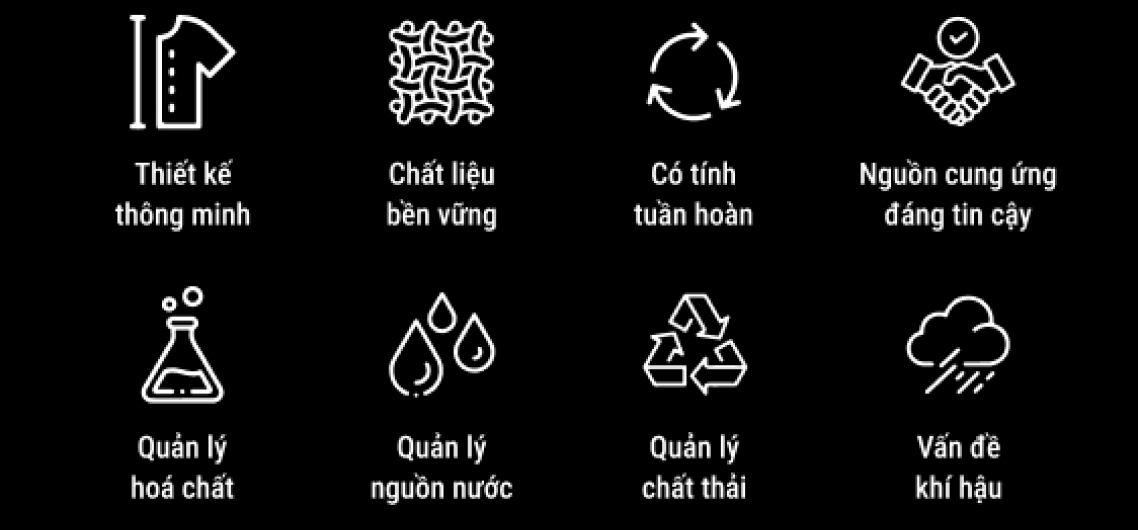 Thiết kế
thông minh
Chất liệu
bền vững
Có tính
tuần hoàn
Nguồn cung ứng
đáng tin cậy
Quản lý
hoá chất
Quản lý
nguồn nước
Quản lý
chất thải
Vấn đề
khí hậu